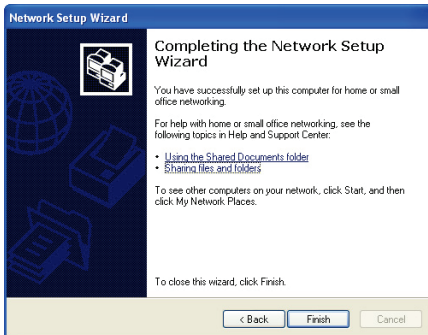 Network Setup Wizard
Completing the Network Setup
Wizard
You have successfully set up this computer for home or small
office networking.
For help with home or small office networking, see the
following topics in Help and Support Center:
• Using the Shared Documents folder
• Sharing files and folders
To see other computers on your network, click Start, and then
click My Network Places.
To close this wizard, click Finish.
< Back
Finish
Cancel